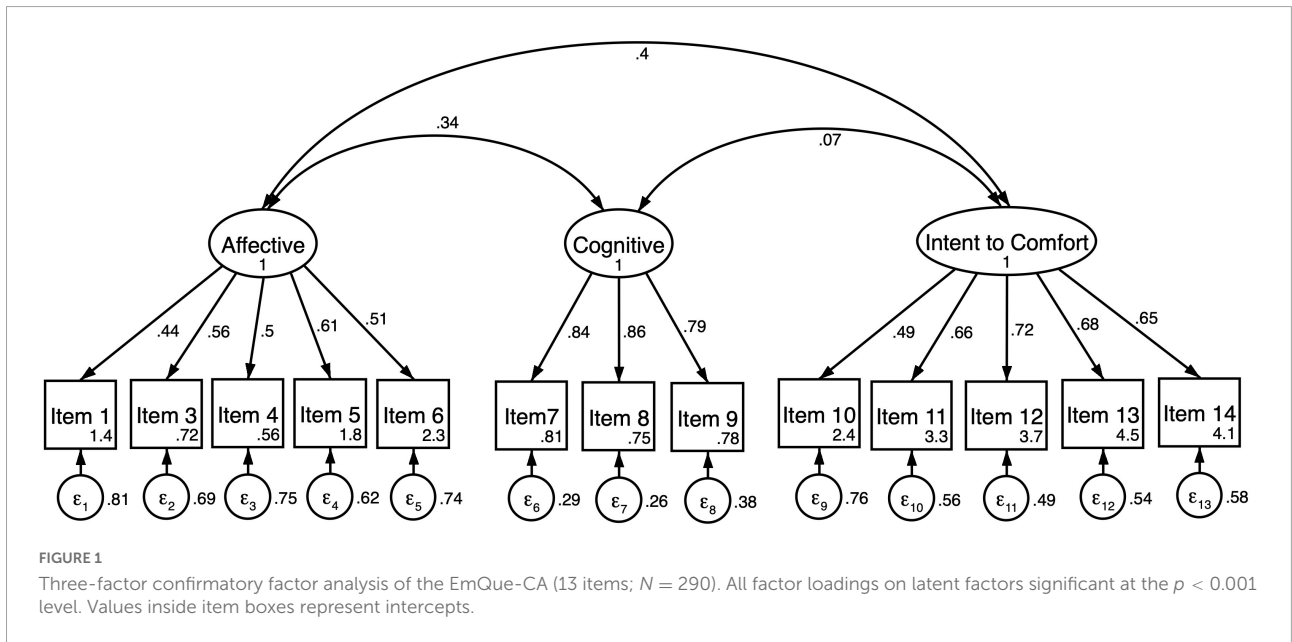 .4
.34
.07
Affective
1
Cognitive
1
Intent to Comfort
1
.44 .56 .5 .61 .51
.84 .86 .79
.49 .66 .72 .68 .65
Item 1 Item 3 Item 4 Item 5 Item 6 Item7 Item 8 Item 9 Item 10 Item 11 Item 12 Item 13 Item 14
1.4 .72 .56 1.8 2.3 .81 .75 .78 2.4 3.3 3.7 4.5 4.1
ε1 .81 ε2 .69 ε3 .75 ε4 .62 ε5 .74 ε6 .29 ε7 .26 ε8 .38 ε9 .76 ε10 .56 ε11 .49 ε12 .54 ε13 .58
FIGURE 1
Three-factor confirmatory factor analysis of the EmQue-CA (13 items; N = 290). All factor loadings on latent factors significant at the p < 0.001
level. Values inside item boxes represent intercepts.